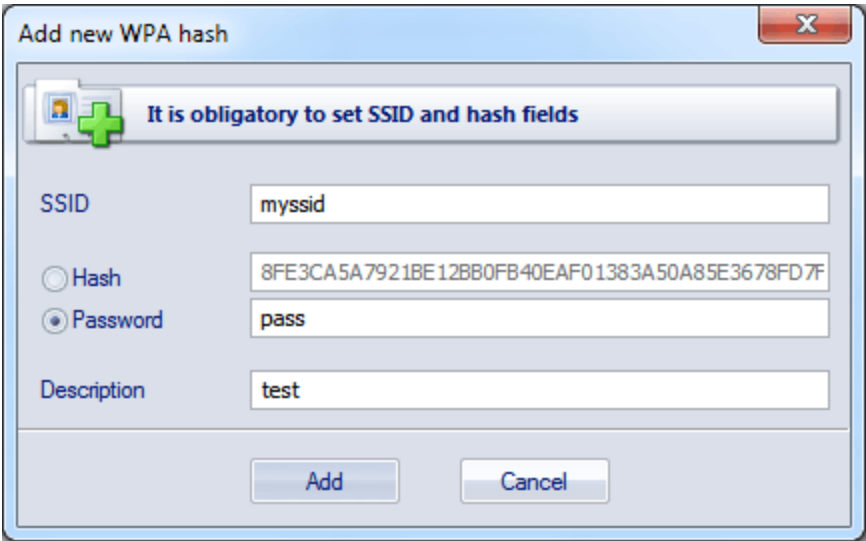 Add new WPA hash
It is obligatory to set SSID and hash fields
SSID myssid
Hash 8FE3CA5A7921BE12BB0FB40EAF01383A50A85E3678FD7F
Password pass
Description test
Add Cancel